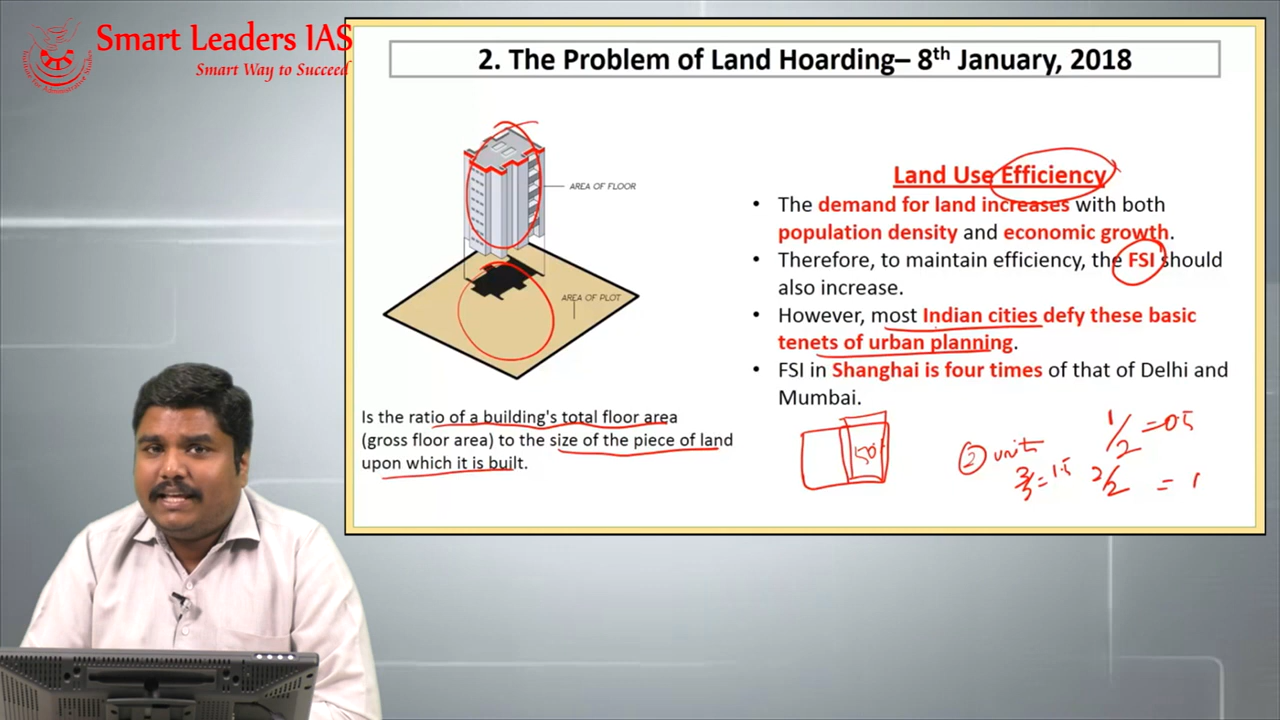 Smart Leaders IAS
Smart Way to Succeed
2. The Problem of Land Hoarding– 8th January, 2018
AREA OF FLOOR
AREA OF PLOT
Is the ratio of a building's total floor area
(gross floor area) to the size of the piece of land
upon which it is built.
Land Use Efficiency
• The demand for land increases with both
population density and economic growth.
• Therefore, to maintain efficiency, the FSI should
also increase.
• However, most Indian cities defy these basic
tenets of urban planning.
• FSI in Shanghai is four times of that of Delhi and
Mumbai.
1/2 = 05
2 unit
2/2 = 1
= 1.5